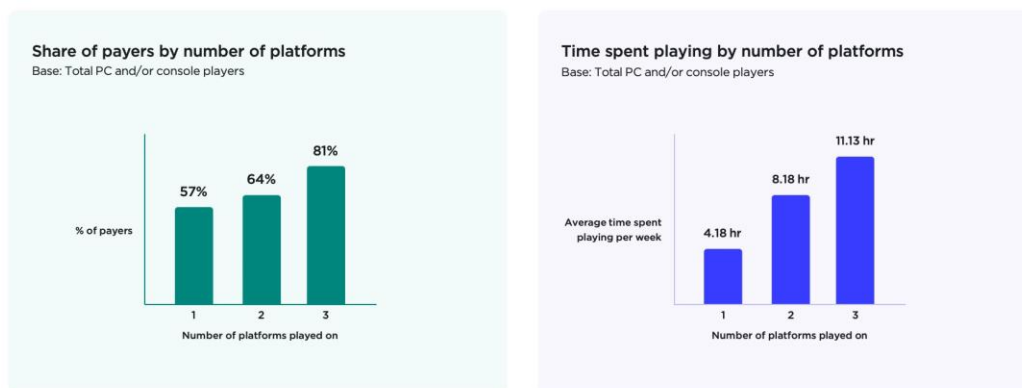 Share of payers by number of platforms
Base: Total PC and/or console players
81%
64%
57%
% of payers
1 2 3
Number of platforms played on
Time spent playing by number of platforms
Base: Total PC and/or console players
11.13 hr
8.18 hr
4.18 hr
Average time spent
playing per week
1 2 3
Number of platforms played on